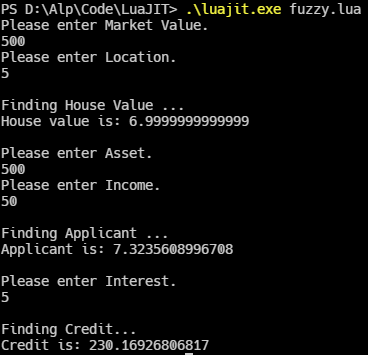 PS D:\Alp\Code\LuaJIT> .\luajit.exe fuzzy.lua
Please enter Market Value.
500
Please enter Location.
5
Finding House Value ...
House value is: 6.9999999999999
Please enter Asset.
500
Please enter Income.
50
Finding Applicant ...
Applicant is: 7.3235608996708
Please enter Interest.
5
Finding Credit...
Credit is: 230.16926806817